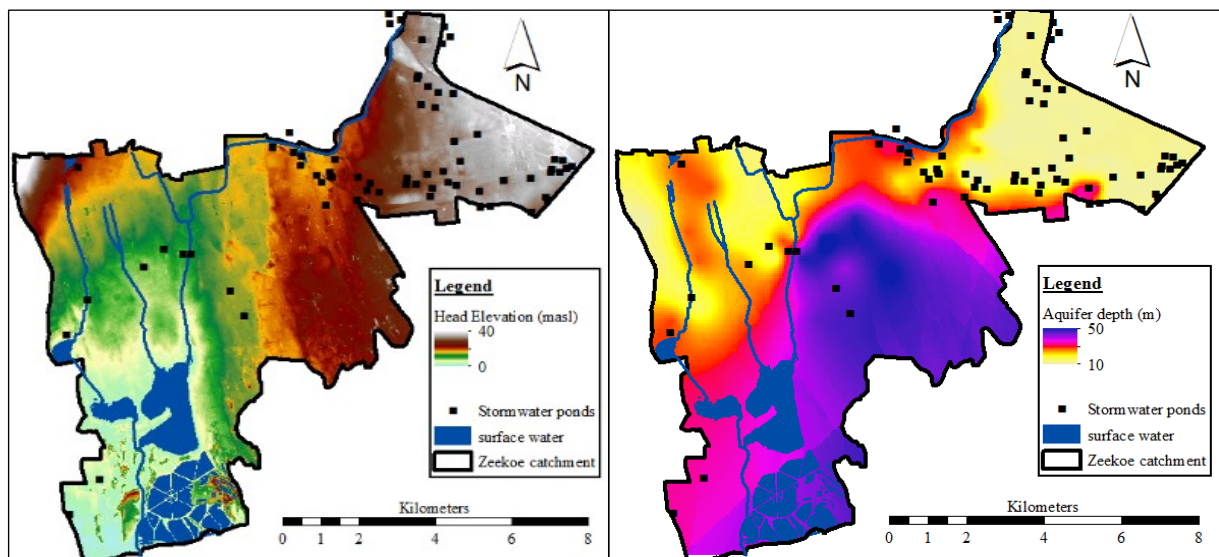 N
Legend
Head Elevation (masl)
40
0
Stormwater ponds
surface water
Zeekoe catchment
Kilometers
0 1 2 4 6 8
N
Legend
Aquifer depth (m)
50
10
Stormwater ponds
surface water
Zeekoe catchment
Kilometers
0 1 2 4 6 8